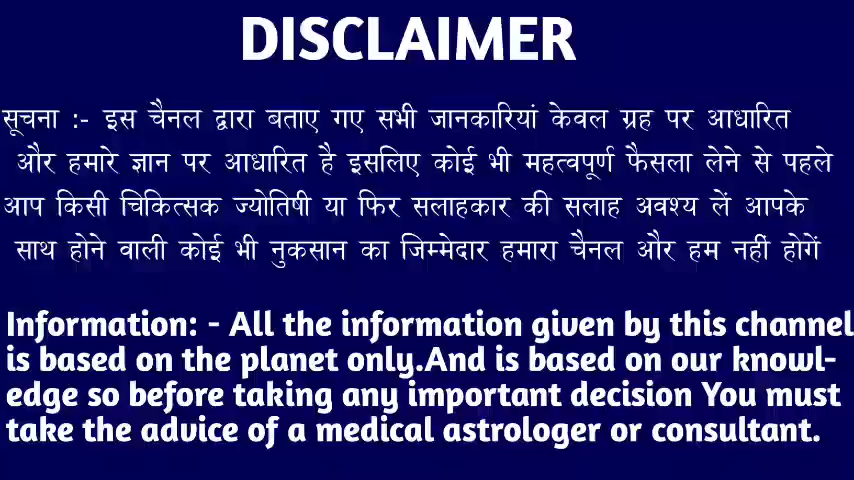 DISCLAIMER
सूचना :- इस चैनल द्वारा बताए गए सभी जानकारियां केवल ग्रह पर आधारित
और हमारे ज्ञान पर आधारित है इसलिए कोई भी महत्वपूर्ण फैसला लेने से पहले
आप किसी चिकित्सक ज्योतिषी या फिर सलाहकार की सलाह अवश्य लें आपके
साथ होने वाली कोई भी नुकसान का जिम्मेदार हमारा चैनल और हम नहीं होगें
Information: - All the information given by this channel
is based on the planet only.And is based on our knowl-
edge so before taking any important decision You must
take the advice of a medical astrologer or consultant.